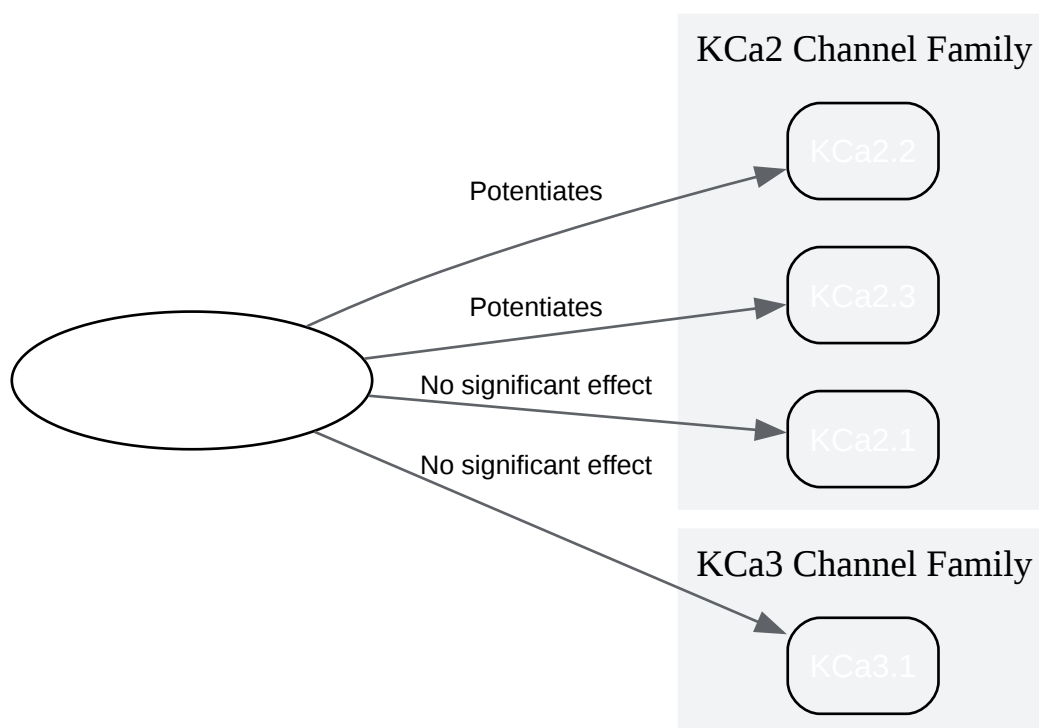 KCa2 Channel Family
KCa2.2
Potentiates
KCa2.3
Potentiates
No significant effect
KCa2.1
No significant effect
KCa3 Channel Family
KCa3.1